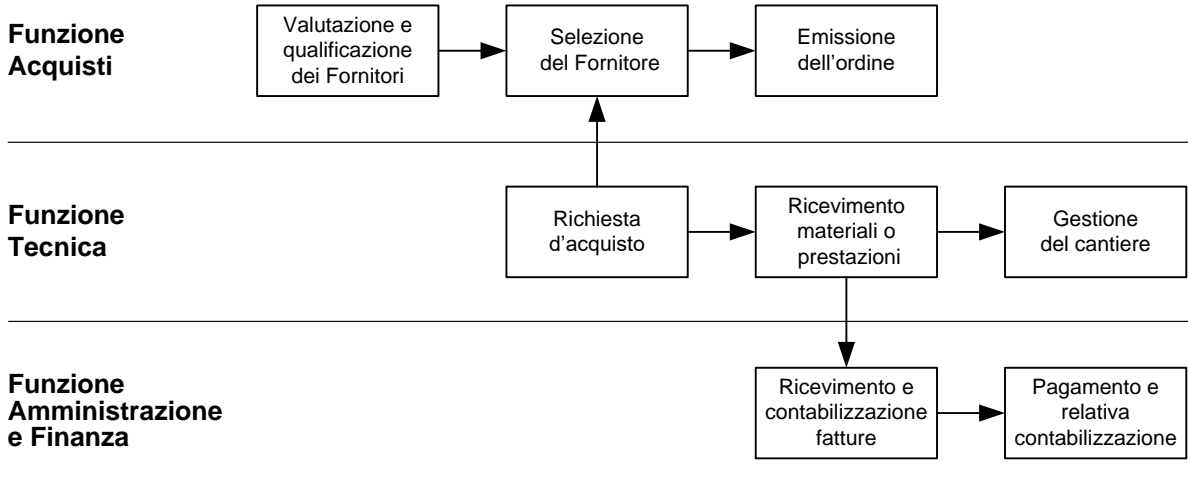 Funzione
Acquisti
Valutazione e
qualificazione
dei Fornitori
Selezione
del Fornitore
Emissione
dell'ordine
Funzione
Tecnica
Richiesta
d'acquisto
Ricevimento
materiali o
prestazioni
Gestione
del cantiere
Funzione
Amministrazione
e Finanza
Ricevimento e
contabilizzazione
fatture
Pagamento e
relativa
contabilizzazione